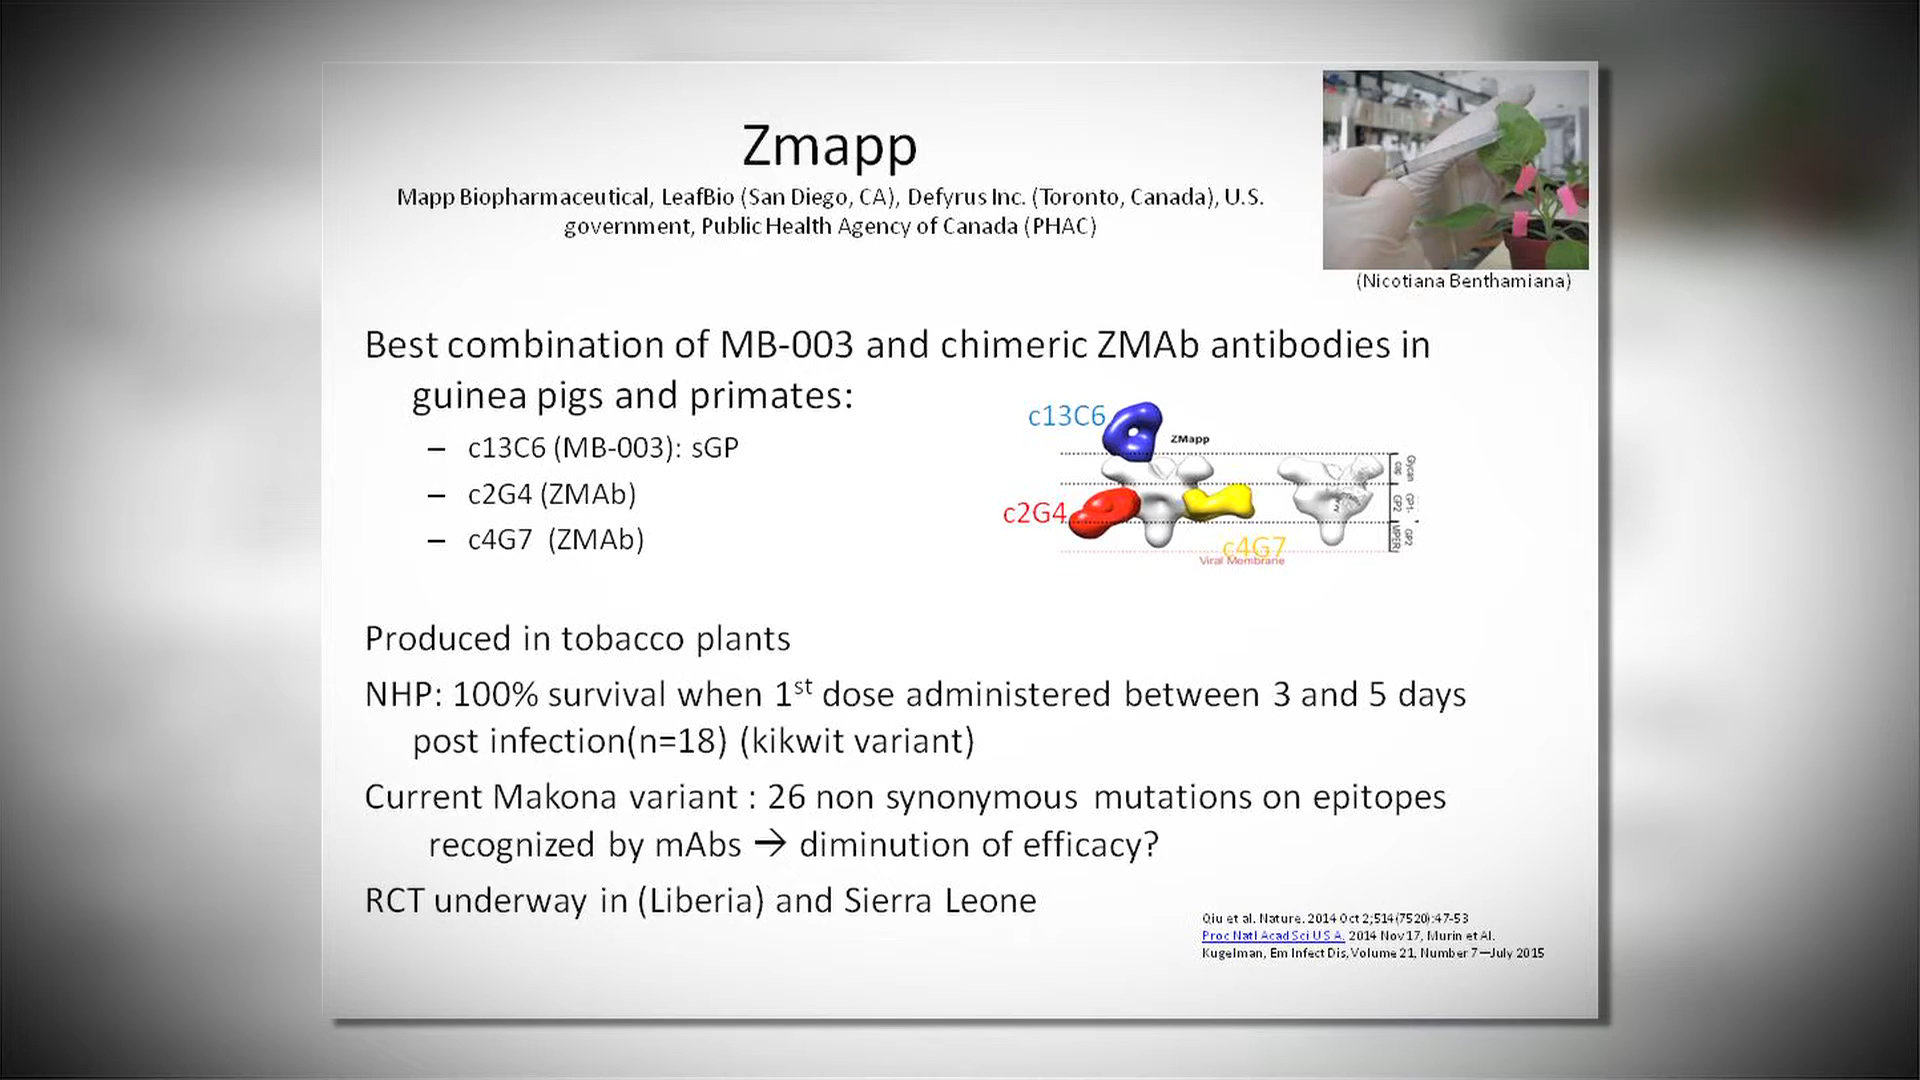 Zmapp
Mapp Biopharmaceutical, LeafBio (San Diego, CA), Defyrus Inc. (Toronto, Canada), U.S.
government, Public Health Agency of Canada (PHAC)
(Nicotiana Benthamiana)
Best combination of MB-003 and chimeric ZMAb antibodies in
guinea pigs and primates:
– c13C6 (MB-003): sGP
– c2G4 (ZMAb)
– c4G7 (ZMAb)
c13C6
ZMapp
c2G4
c4G7
Viral Membrane
Glycan
cap
GP1-
GP2
GP2
MPER
Produced in tobacco plants
NHP: 100% survival when 1st dose administered between 3 and 5 days
post infection(n=18) (kikwit variant)
Current Makona variant : 26 non synonymous mutations on epitopes
recognized by mAbs → diminution of efficacy?
RCT underway in (Liberia) and Sierra Leone
Qiu et al. Nature. 2014 Oct 2;514(7520):47-53
Proc Natl Acad Sci U S A. 2014 Nov 17, Murin et Al.
Kugelman, Em Infect Dis, Volume 21, Number 7—July 2015